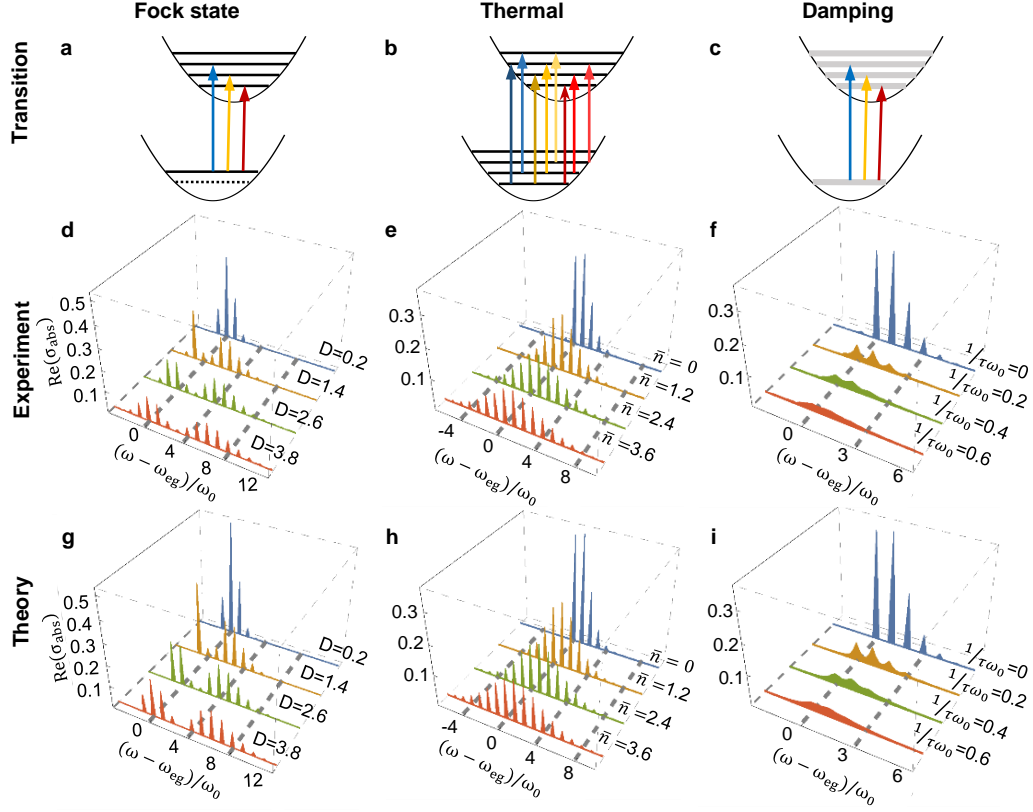 Fock state
Thermal
Damping
Transition
a
b
c
Experiment
d
0.5
0.4
0.3
0.2
0.1
Re(σabs)
D=0.2
D=1.4
D=2.6
D=3.8
0
4
8
12
(ω − ωeg)/ω0
e
0.3
0.2
0.1
n̄ = 0
n̄ =1.2
n̄ =2.4
n̄ =3.6
-4
0
4
8
(ω − ωeg)/ω0
f
0.3
0.2
0.1
1/τω0=0
1/τω0=0.2
1/τω0=0.4
1/τω0=0.6
0
3
6
(ω − ωeg)/ω0
Theory
g
0.5
0.4
0.3
0.2
0.1
Re(σabs)
D=0.2
D=1.4
D=2.6
D=3.8
0
4
8
12
(ω − ωeg)/ω0
h
0.3
0.2
0.1
n̄ = 0
n̄ =1.2
n̄ =2.4
n̄ =3.6
-4
0
4
8
(ω − ωeg)/ω0
i
0.3
0.2
0.1
1/τω0=0
1/τω0=0.2
1/τω0=0.4
1/τω0=0.6
0
3
6
(ω − ωeg)/ω0